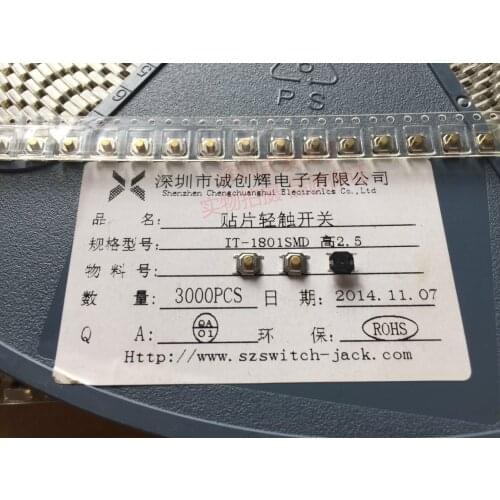 PS
深圳市诚创辉电子有限公司
Shenzhen Chengchuanghui Electronics Co.,Ltd
品 名: 贴片轻触开关
规格型号: IT-1801SMD 高2.5
物料号:
数 量: 3000PCS 日 期: 2014.11.07
Q A: QA 01 环 保: ROHS
Http://www.szswitch-jack.com